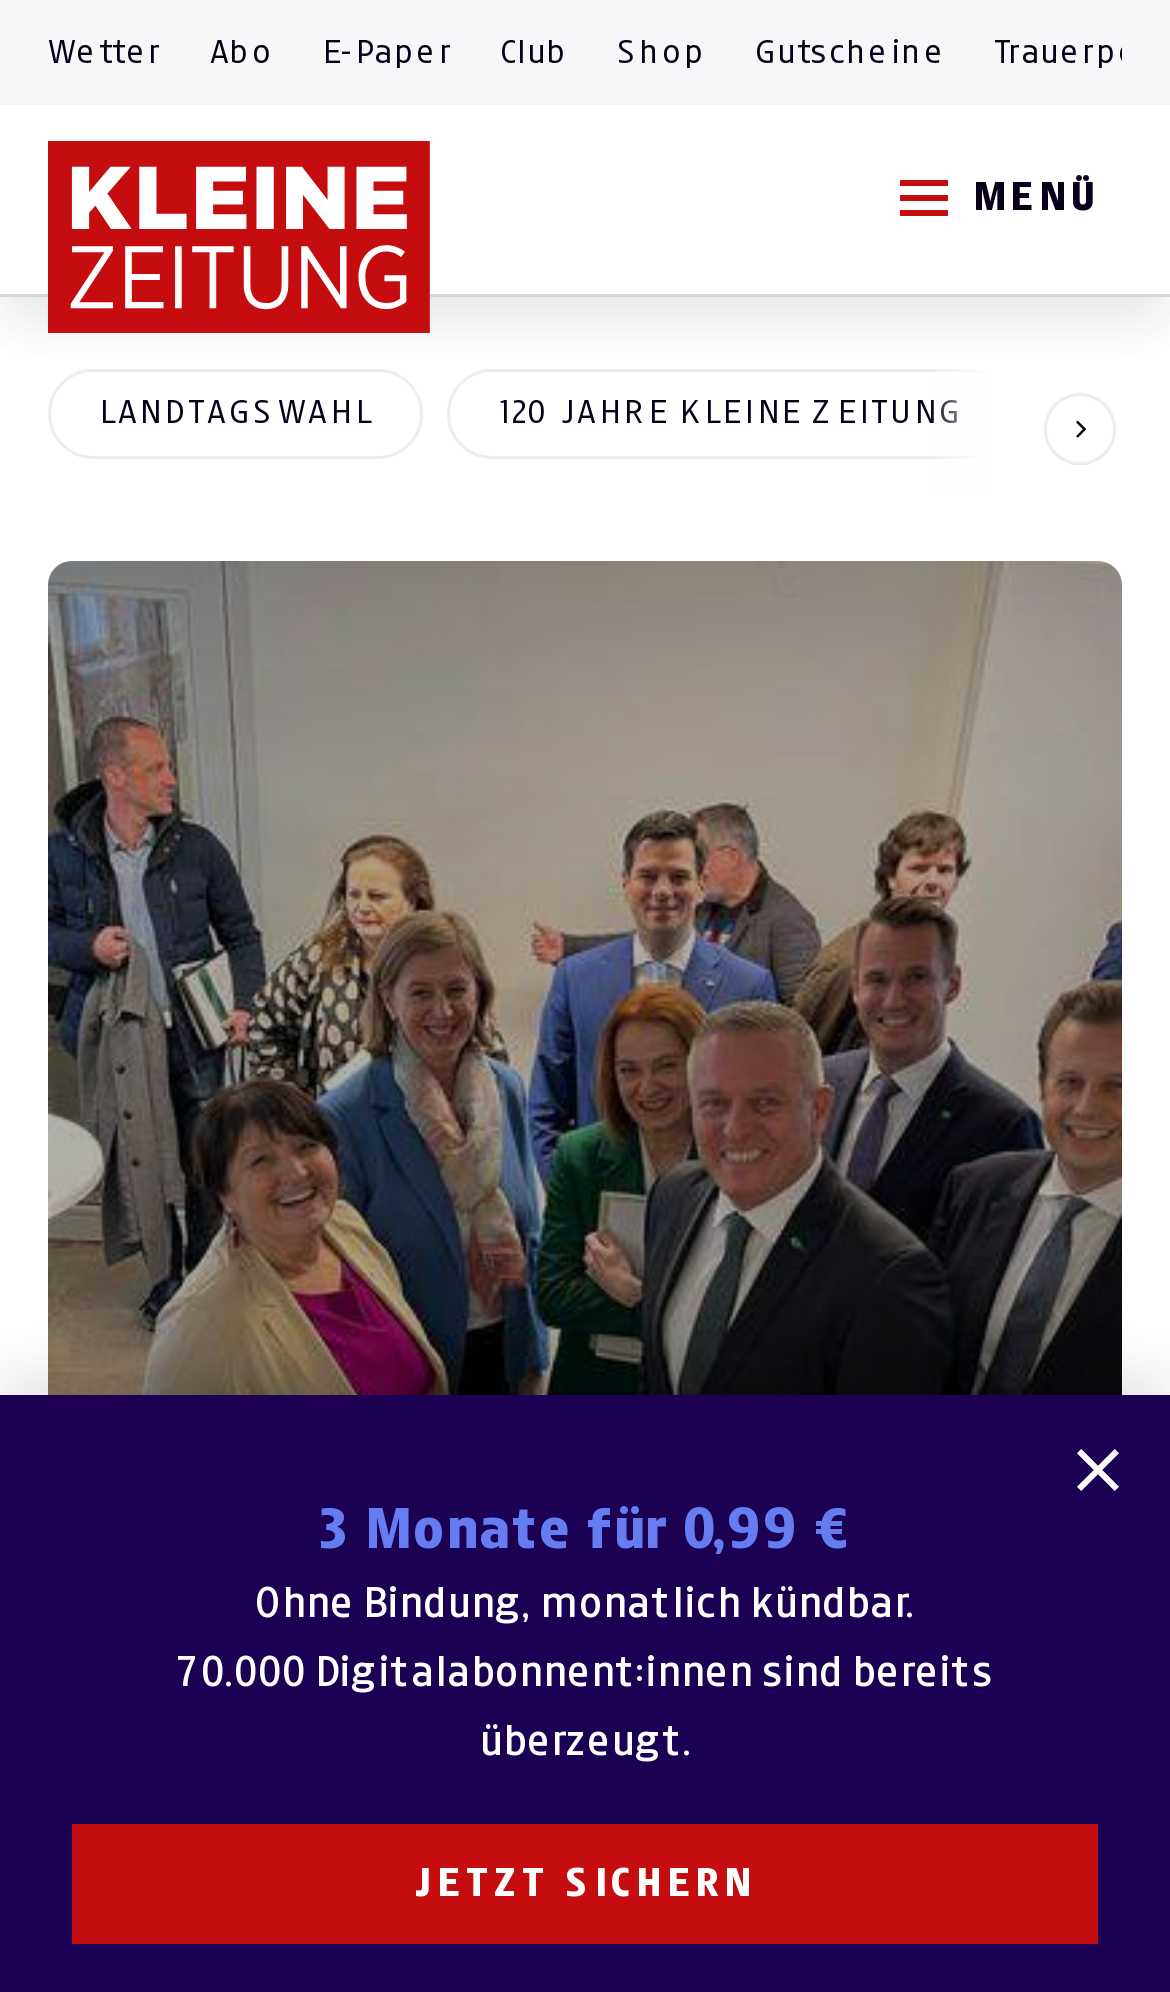 Wetter Abo E-Paper Club Shop Gutscheine Trauerp
KLEINE
ZEITUNG
MENÜ
LANDTAGSWAHL 120 JAHRE KLEINE ZEITUNG
3 Monate für 0,99 €
Ohne Bindung, monatlich kündbar.
70.000 Digitalabonnent:innen sind bereits
überzeugt.
JETZT SICHERN